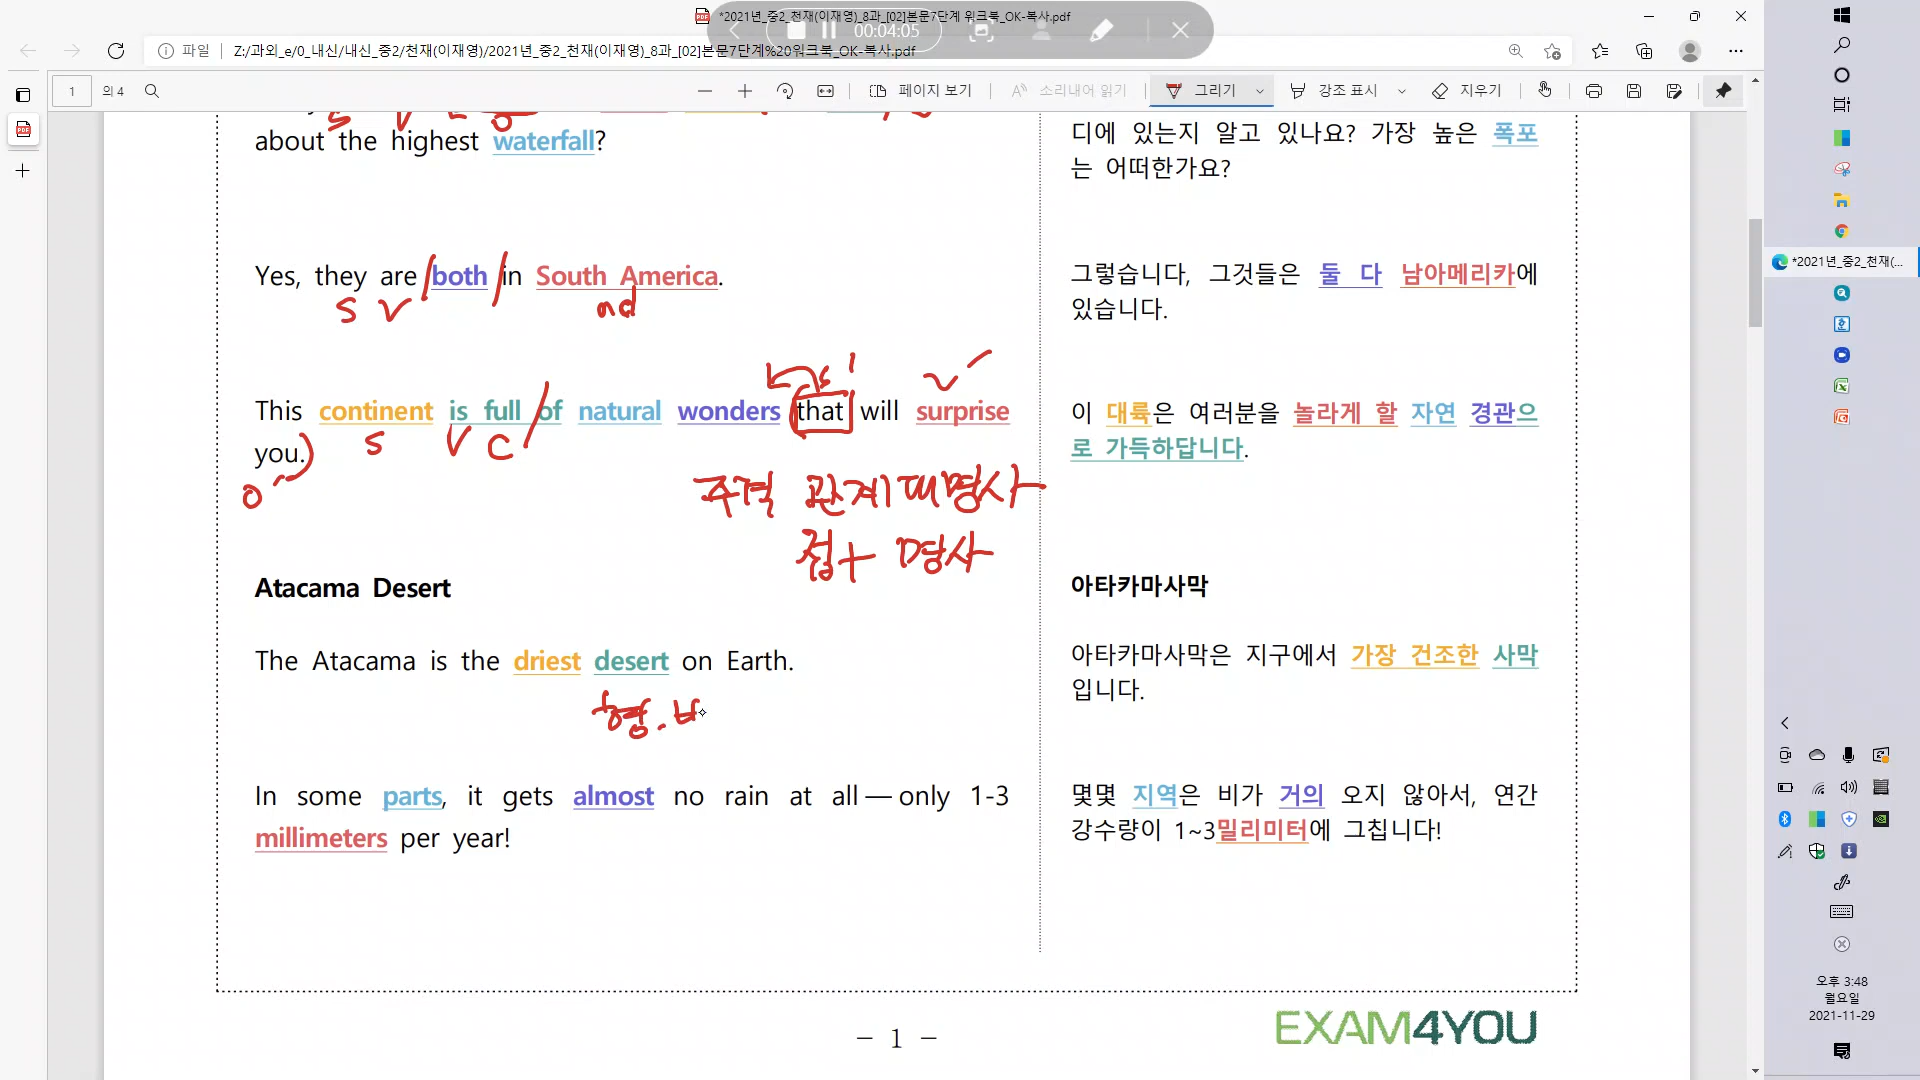 *2021년_중2_천재(이재영)_8과_[02]본문7단계 워크북_OK-복사.pdf
00:04:05
파일 Z:/과외_e/0_내신/내신_중2/천재(이재영)/2021년_중2_천재(이재영)_8과_[02]본문7단계%20워크북_OK-복사.pdf
1 의 4 페이지 보기 소리내어 읽기 그리기 강조 표시 지우기
about the highest waterfall?
Yes, they are both in South America.
S V
nd
S
V
This continent is full of natural wonders that will surprise
you.
S V C
O
주격 관계대명사
접+ 명사
Atacama Desert
The Atacama is the driest desert on Earth.
형.
In some parts, it gets almost no rain at all — only 1-3
millimeters per year!
디에 있는지 알고 있나요? 가장 높은 폭포
는 어떠한가요?
그렇습니다, 그것들은 둘 다 남아메리카에
있습니다.
이 대륙은 여러분을 놀라게 할 자연 경관으
로 가득하답니다.
아타카마사막
아타카마사막은 지구에서 가장 건조한 사막
입니다.
몇몇 지역은 비가 거의 오지 않아서, 연간
강수량이 1~3밀리미터에 그칩니다!
- 1 -
EXAM4YOU
*2021년_중2_천재(...
오후 3:48
월요일
2021-11-29